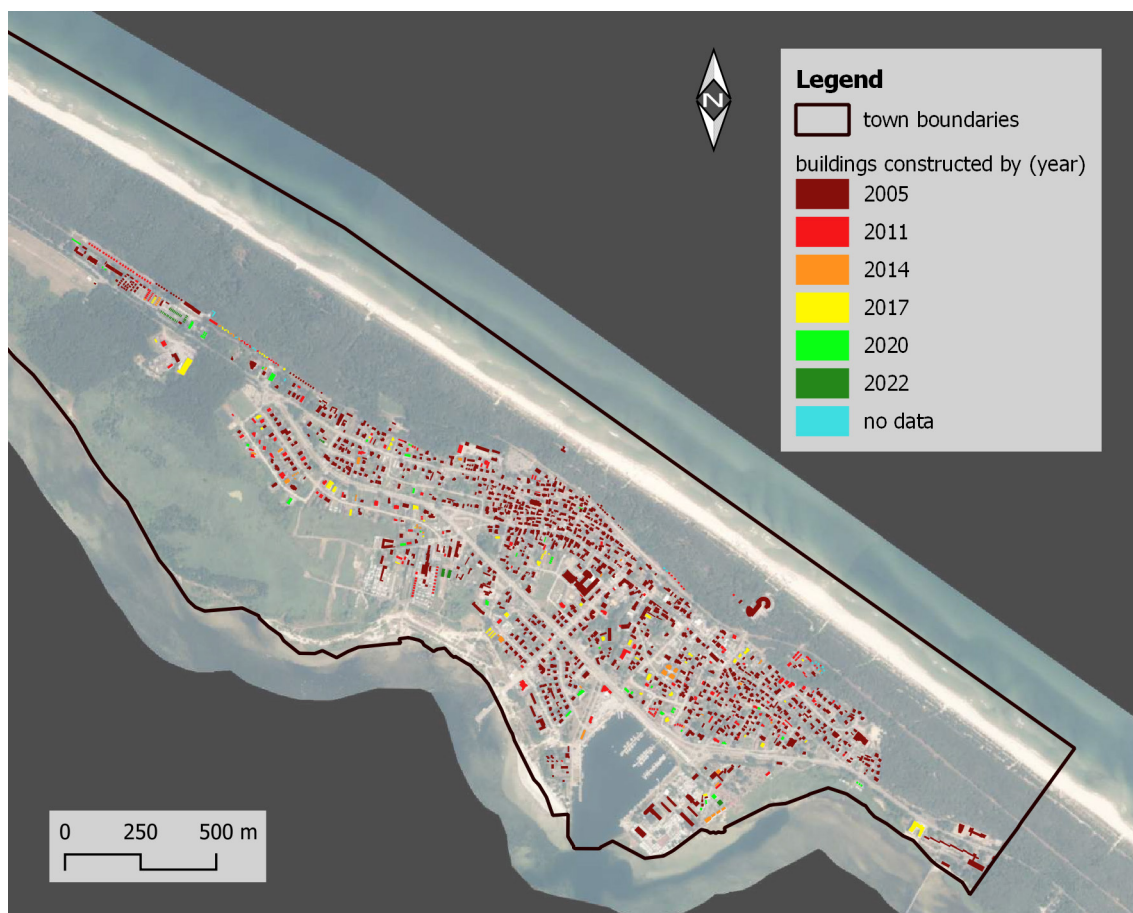 N
Legend
town boundaries
buildings constructed by (year)
2005
2011
2014
2017
2020
2022
no data
0 250 500 m